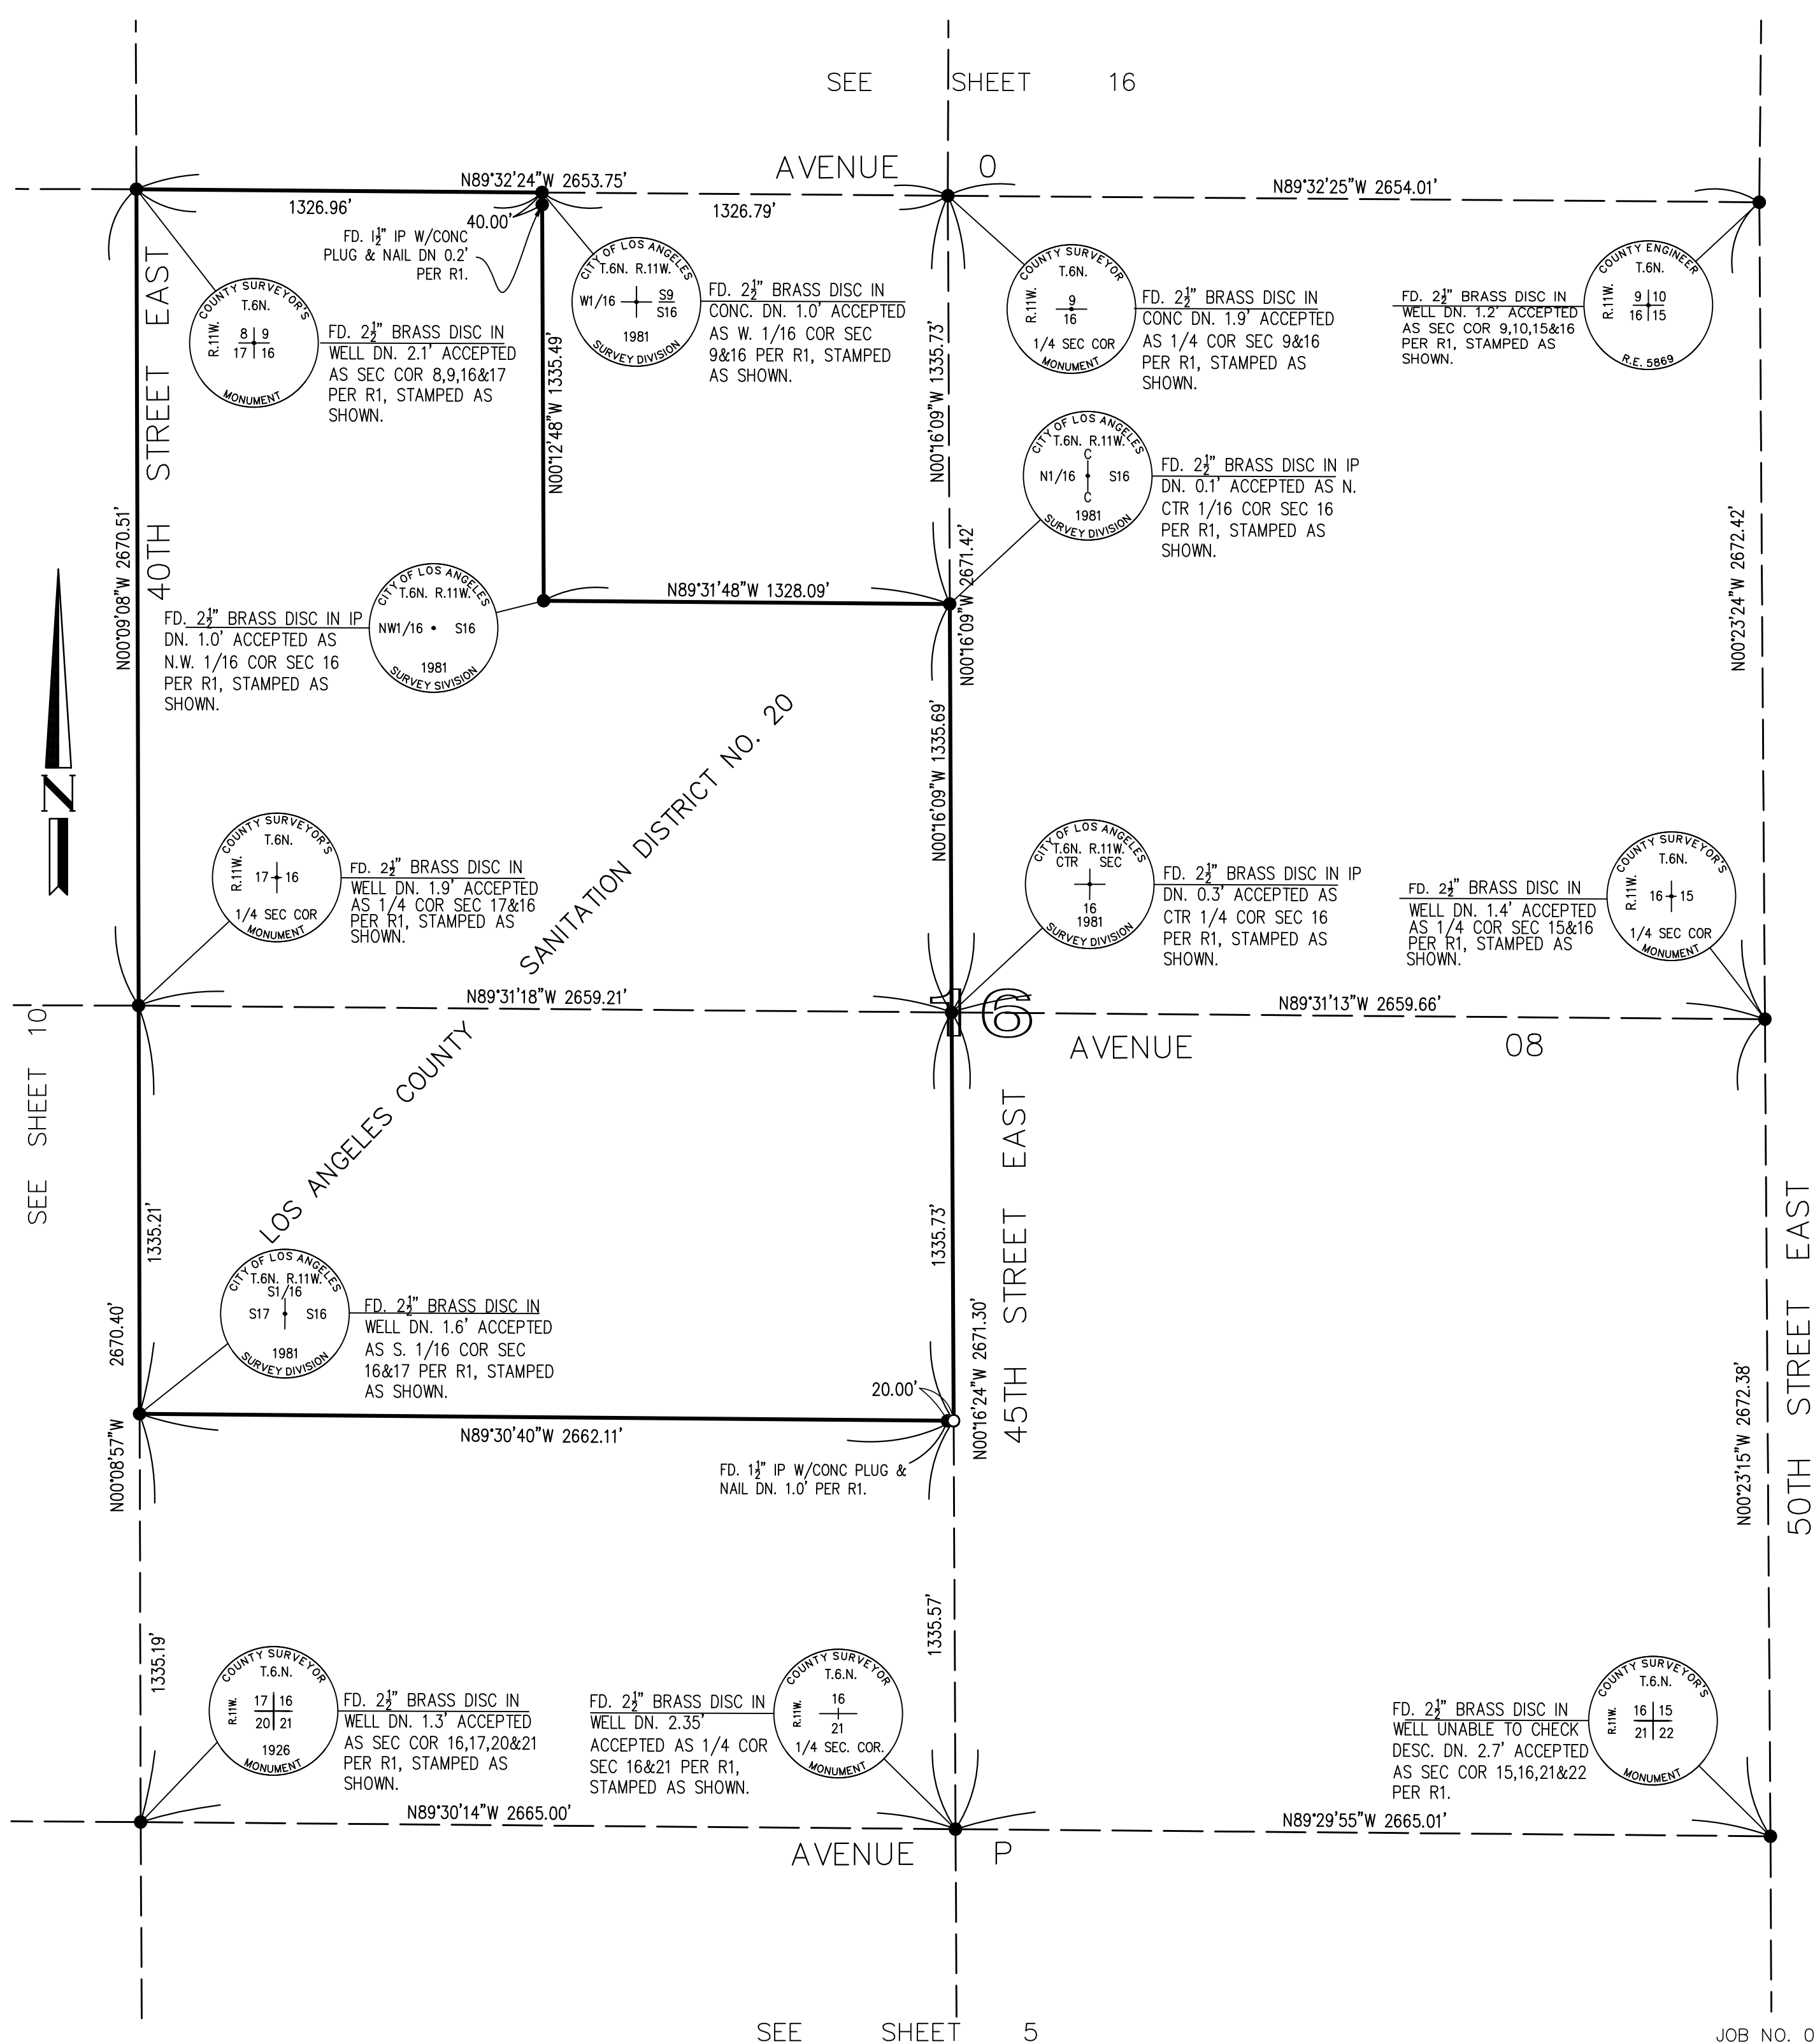 SEE SHEET 16
AVENUE O
N89°32'24"W 2653.75'
1326.96'
40.00'
1326.79'
N89°32'25"W 2654.01'
FD. 1½" IP W/CONC
PLUG & NAIL DN 0.2'
PER R1.
40TH STREET EAST
COUNTY SURVEYOR'S
T.6N.
R.11W.
8 9
17 16
MONUMENT
FD. 2½" BRASS DISC IN
WELL DN. 2.1' ACCEPTED
AS SEC COR 8,9,16&17
PER R1, STAMPED AS
SHOWN.
CITY OF LOS ANGELES
T.6N. R.11W.
W1/16 S9
S16
1981
SURVEY DIVISION
FD. 2½" BRASS DISC IN
CONC. DN. 1.0' ACCEPTED
AS W. 1/16 COR SEC
9&16 PER R1, STAMPED
AS SHOWN.
COUNTY SURVEYOR
T.6N.
R.11W.
9
16
1/4 SEC COR
MONUMENT
FD. 2½" BRASS DISC IN
CONC DN. 1.9' ACCEPTED
AS 1/4 COR SEC 9&16
PER R1, STAMPED AS
SHOWN.
FD. 2½" BRASS DISC IN
WELL DN. 1.2' ACCEPTED
AS SEC COR 9,10,15&16
PER R1, STAMPED AS
SHOWN.
COUNTY ENGINEER
T.6N.
R.11W.
9 10
16 15
R.E. 5869
N00°12'48"W 1335.49'
N00°16'09"W 1335.73'
CITY OF LOS ANGELES
T.6N. R.11W.
C
N1/16 S16
C
1981
SURVEY DIVISION
FD. 2½" BRASS DISC IN IP
DN. 0.1' ACCEPTED AS N.
CTR 1/16 COR SEC 16
PER R1, STAMPED AS
SHOWN.
N00°09'08"W 2670.51'
N00°16'09"W 2671.42'
N00°23'24"W 2672.42'
N89°31'48"W 1328.09'
FD. 2½" BRASS DISC IN IP
DN. 1.0' ACCEPTED AS
N.W. 1/16 COR SEC 16
PER R1, STAMPED AS
SHOWN.
CITY OF LOS ANGELES
T.6N. R.11W.
NW1/16 S16
1981
SURVEY SIVISION
N
N00°16'09"W 1335.69'
LOS ANGELES COUNTY SANITATION DISTRICT NO. 20
COUNTY SURVEYOR'S
T.6N.
R.11W.
17 16
1/4 SEC COR
MONUMENT
FD. 2½" BRASS DISC IN
WELL DN. 1.9' ACCEPTED
AS 1/4 COR SEC 17&16
PER R1, STAMPED AS
SHOWN.
CITY OF LOS ANGELES
T.6N. R.11W.
CTR SEC
16
1981
SURVEY DIVISION
FD. 2½" BRASS DISC IN IP
DN. 0.3' ACCEPTED AS
CTR 1/4 COR SEC 16
PER R1, STAMPED AS
SHOWN.
FD. 2½" BRASS DISC IN
WELL DN. 1.4' ACCEPTED
AS 1/4 COR SEC 15&16
PER R1, STAMPED AS
SHOWN.
COUNTY SURVEYOR'S
T.6N.
R.11W.
16 15
1/4 SEC COR
MONUMENT
N89°31'18"W 2659.21'
16
N89°31'13"W 2659.66'
AVENUE 08
SEE SHEET 10
1335.21'
1335.73'
45TH STREET EAST
50TH STREET EAST
CITY OF LOS ANGELES
T.6N. R.11W.
S1/16
S17 S16
1981
SURVEY DIVISION
FD. 2½" BRASS DISC IN
WELL DN. 1.6' ACCEPTED
AS S. 1/16 COR SEC
16&17 PER R1, STAMPED
AS SHOWN.
N00°08'57"W 2670.40'
20.00'
N00°16'24"W 2671.30'
N00°23'15"W 2672.38'
N89°30'40"W 2662.11'
FD. 1½" IP W/CONC PLUG &
NAIL DN. 1.0' PER R1.
1335.19'
1335.57'
COUNTY SURVEYOR
T.6.N.
R.11W.
17 16
20 21
1926
MONUMENT
FD. 2½" BRASS DISC IN
WELL DN. 1.3' ACCEPTED
AS SEC COR 16,17,20&21
PER R1, STAMPED AS
SHOWN.
FD. 2½" BRASS DISC IN
WELL DN. 2.35'
ACCEPTED AS 1/4 COR
SEC 16&21 PER R1,
STAMPED AS SHOWN.
COUNTY SURVEYOR
T.6.N.
R.11W.
16
21
1/4 SEC. COR.
MONUMENT
FD. 2½" BRASS DISC IN
WELL UNABLE TO CHECK
DESC. DN. 2.7' ACCEPTED
AS SEC COR 15,16,21&22
PER R1.
COUNTY SURVEYOR'S
T.6.N.
R.11W.
16 15
21 22
MONUMENT
N89°30'14"W 2665.00'
N89°29'55"W 2665.01'
AVENUE P
SEE SHEET 5
JOB NO. 0